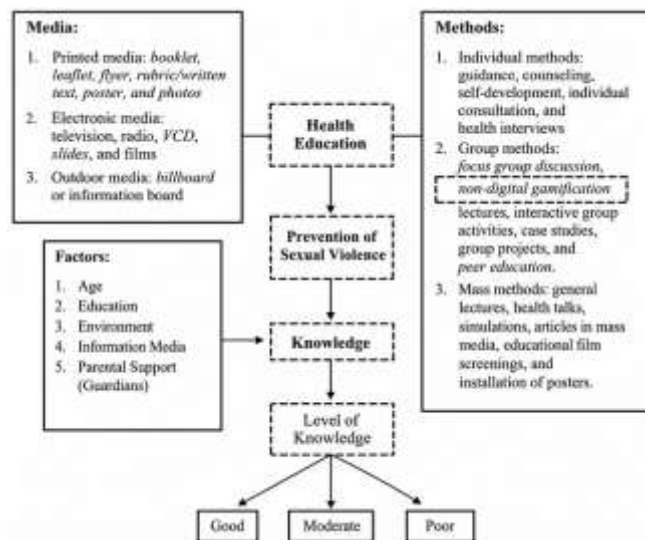 Media:
1. Printed media: booklet,
leaflet, flyer, rubric/written
text, poster, and photos
2. Electronic media:
television, radio, VCD,
slides, and films
3. Outdoor media: billboard
or information board
Health
Education
Methods:
1. Individual methods:
guidance, counseling,
self-development, individual
consultation, and
health interviews
2. Group methods:
focus group discussion,
non-digital gamification
lectures, interactive group
activities, case studies,
group projects, and
peer education.
3. Mass methods: general
lectures, health talks,
simulations, articles in mass
media, educational film
screenings, and
installation of posters.
Prevention of
Sexual Violence
Factors:
1. Age
2. Education
3. Environment
4. Information Media
5. Parental Support
(Guardians)
Knowledge
Level of
Knowledge
Good
Moderate
Poor